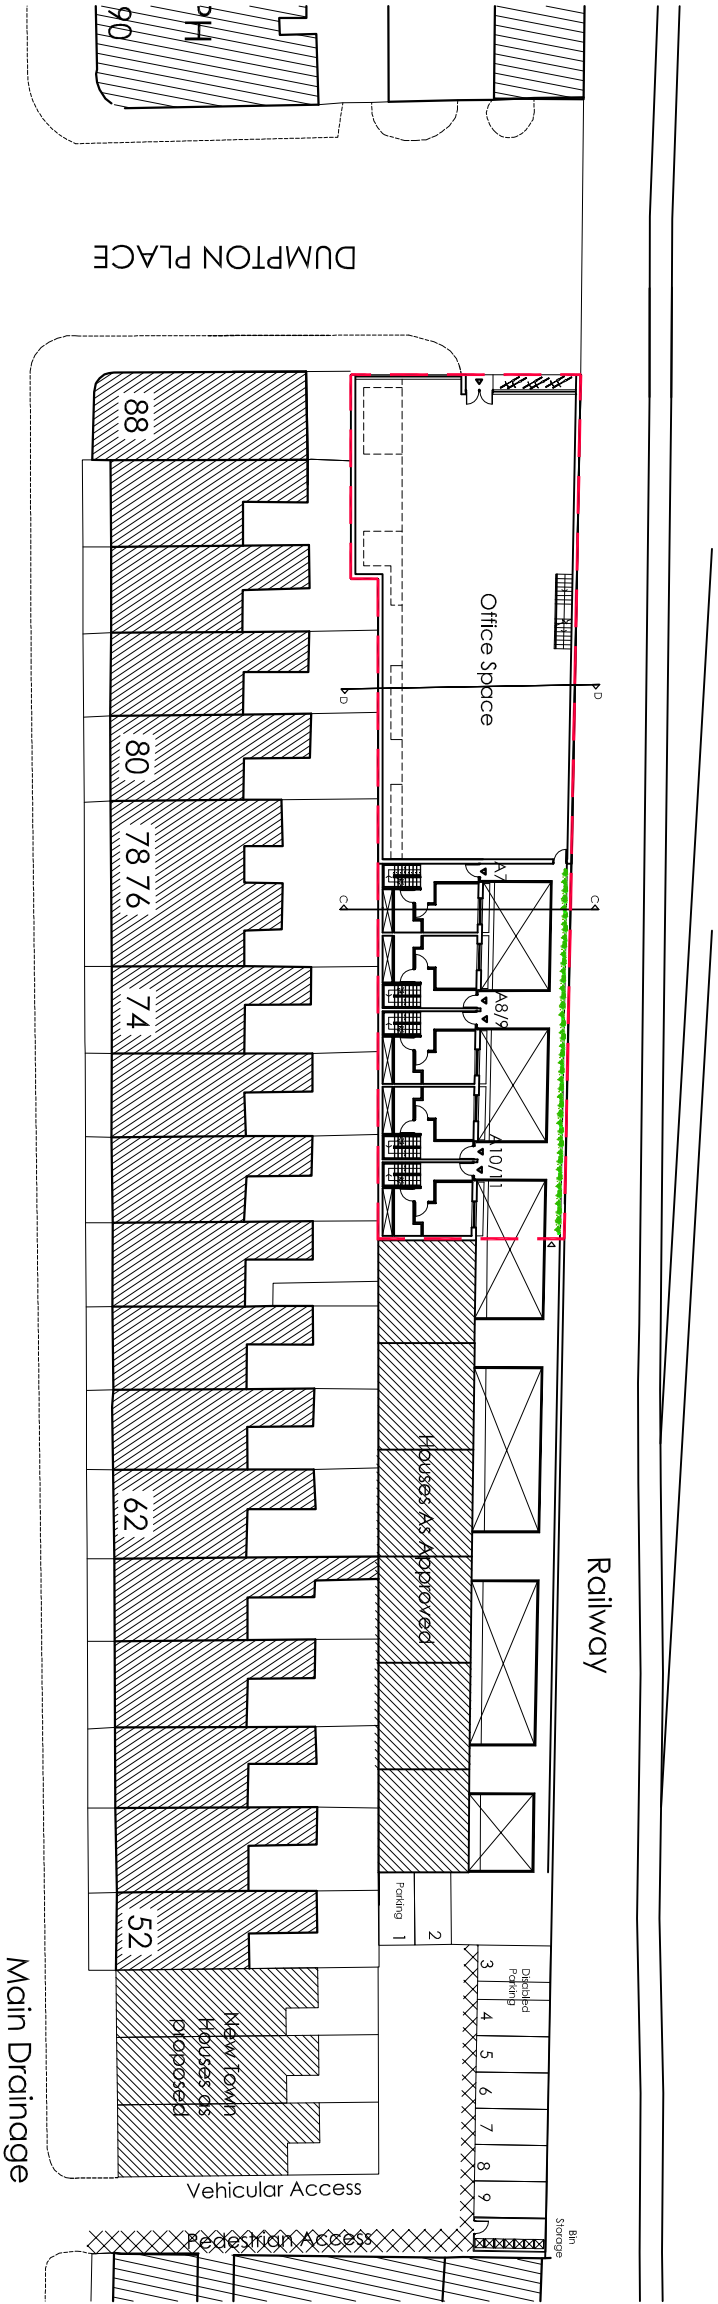 PH
90
DUMPTON PLACE
88
Office Space
D
D
80
78 76
A7
C
C
74
A8/9
A10/11
62
Houses As Approved
Railway
52
Parking
1
2
3
Disabled
Parking
4
5
6
7
8
9
New Town
Houses as
proposed
Main Drainage
Vehicular Access
Pedestrian Access
Bin
Storage